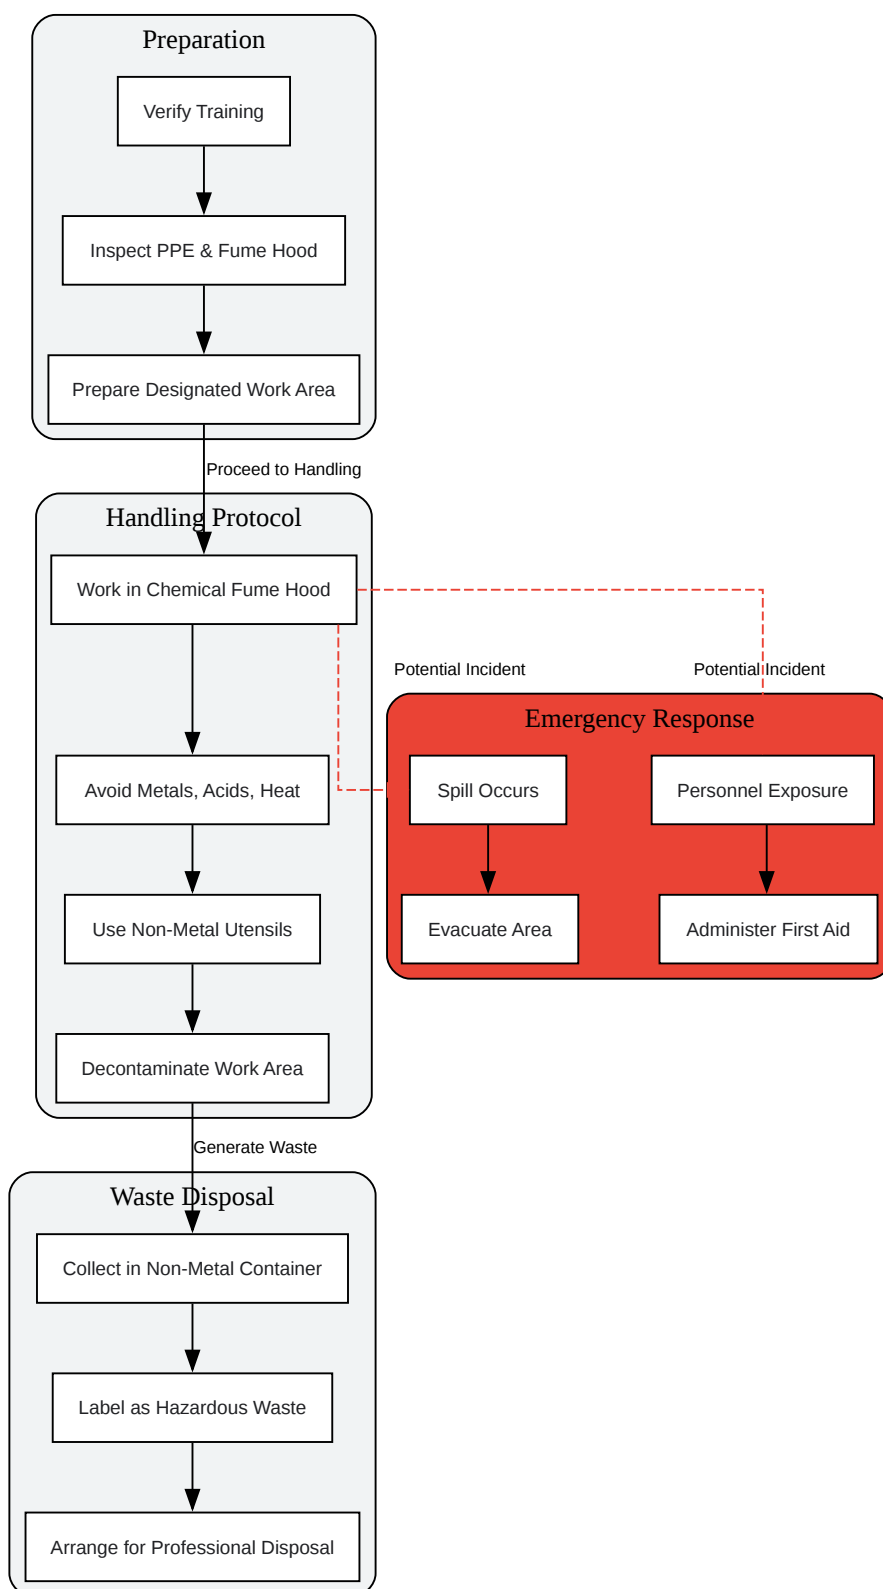 Preparation
Verify Training
Inspect PPE & Fume Hood
Prepare Designated Work Area
Proceed to Handling
Handling Protocol
Work in Chemical Fume Hood
Potential Incident
Potential Incident
Emergency Response
Avoid Metals, Acids, Heat
Spill Occurs
Personnel Exposure
Use Non-Metal Utensils
Evacuate Area
Administer First Aid
Decontaminate Work Area
Generate Waste
Waste Disposal
Collect in Non-Metal Container
Label as Hazardous Waste
Arrange for Professional Disposal